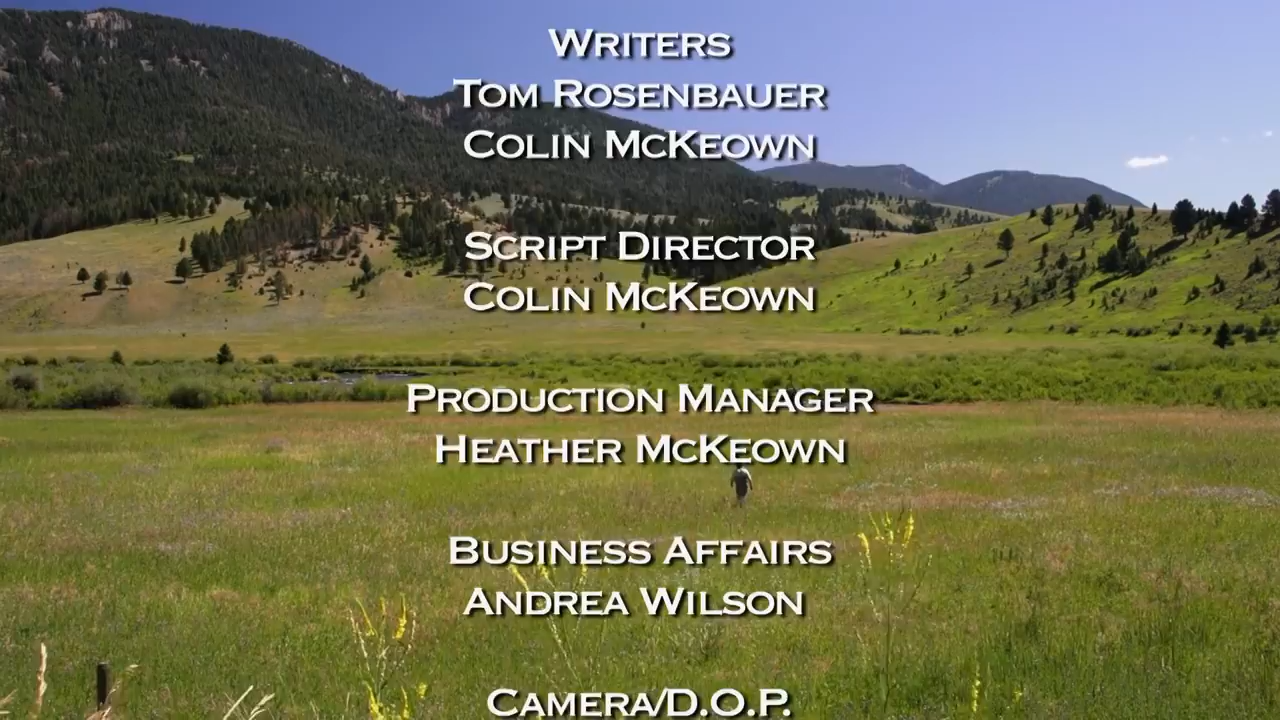 WRITERS
TOM ROSENBAUER
COLIN MCKEOWN
SCRIPT DIRECTOR
COLIN MCKEOWN
PRODUCTION MANAGER
HEATHER MCKEOWN
BUSINESS AFFAIRS
ANDREA WILSON
CAMERA/D.O.P.